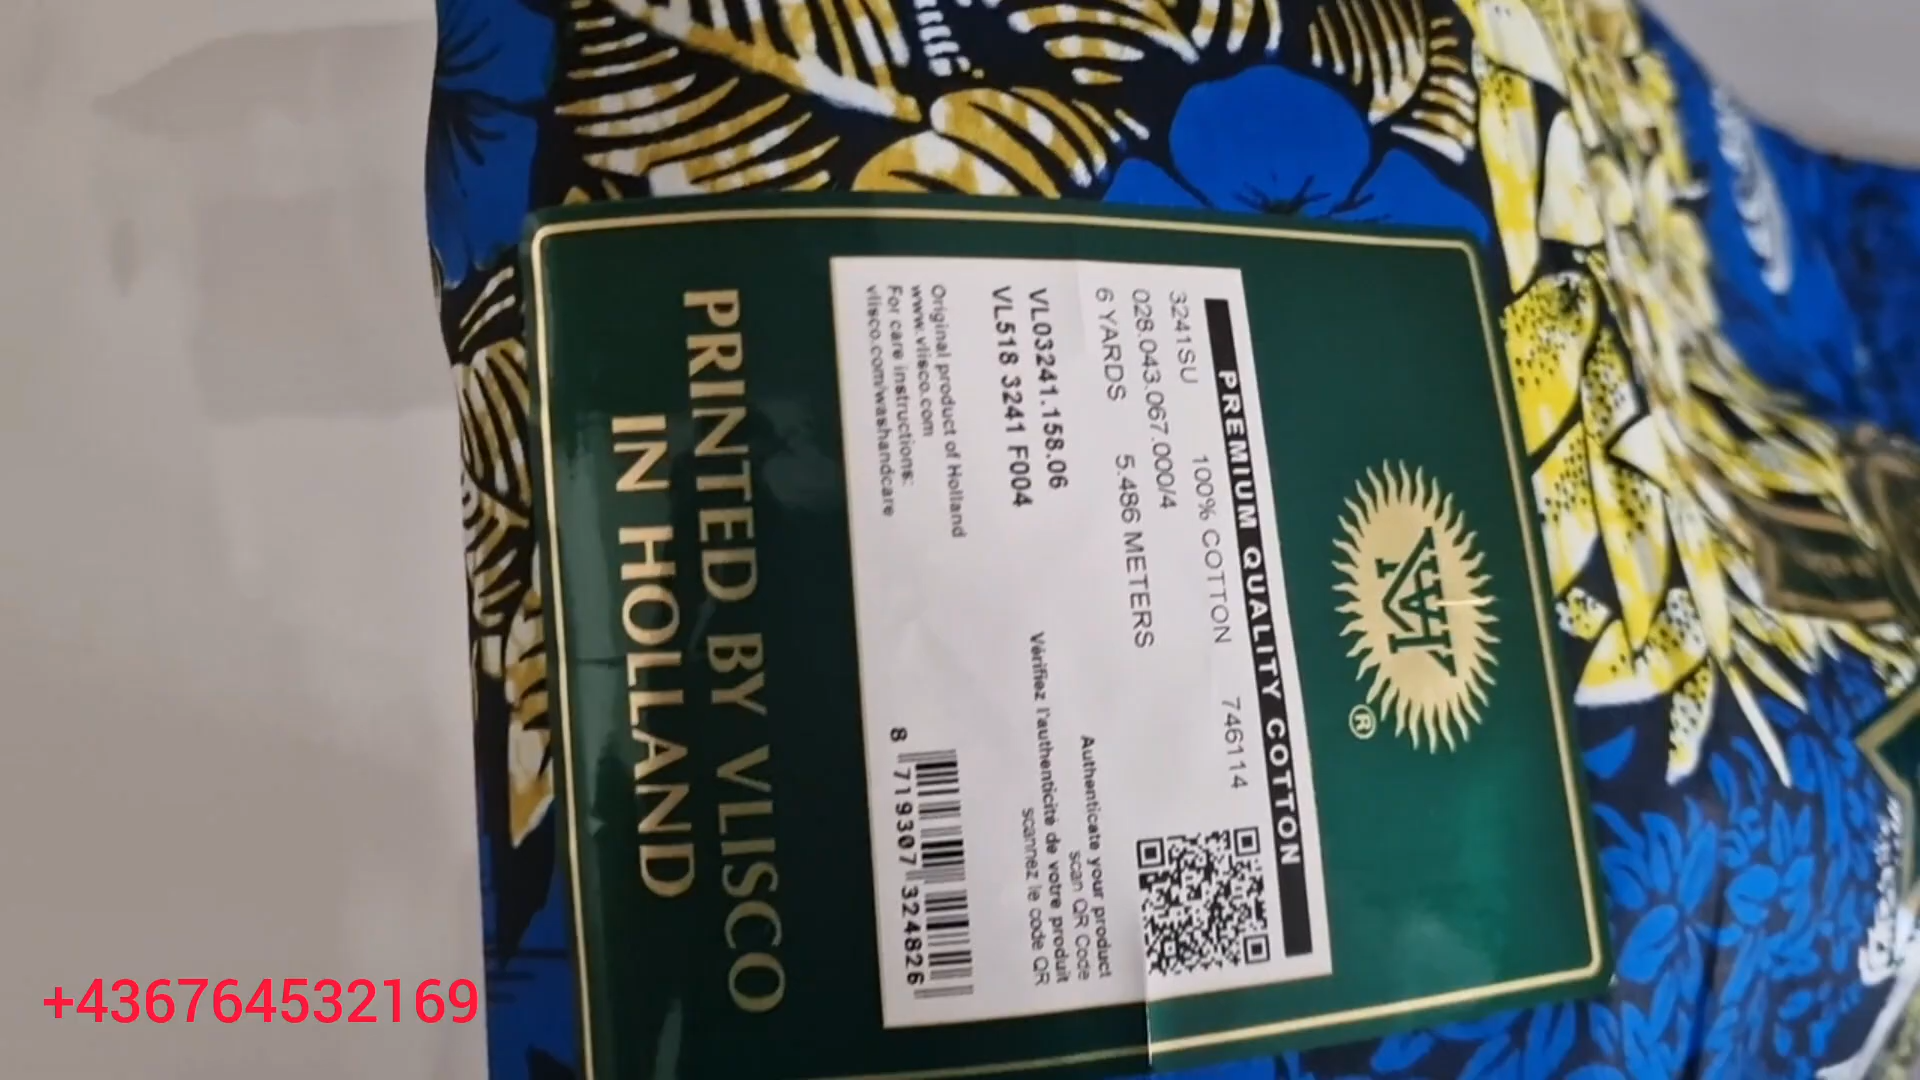 VH
®
PREMIUM QUALITY COTTON
3241SU 100% COTTON 746114
028.043.067.000/4
6 YARDS 5.486 METERS
Authenticate your product
scan QR Code
VL03241.158.06
VL518 3241 F004
Vérifiez l'authenticité de votre produit
scannez le code QR
Original product of Holland
www.vlisco.com
For care instructions:
vlisco.com/washandcare
8 719307 324826
PRINTED BY VLISCO
IN HOLLAND
+436764532169